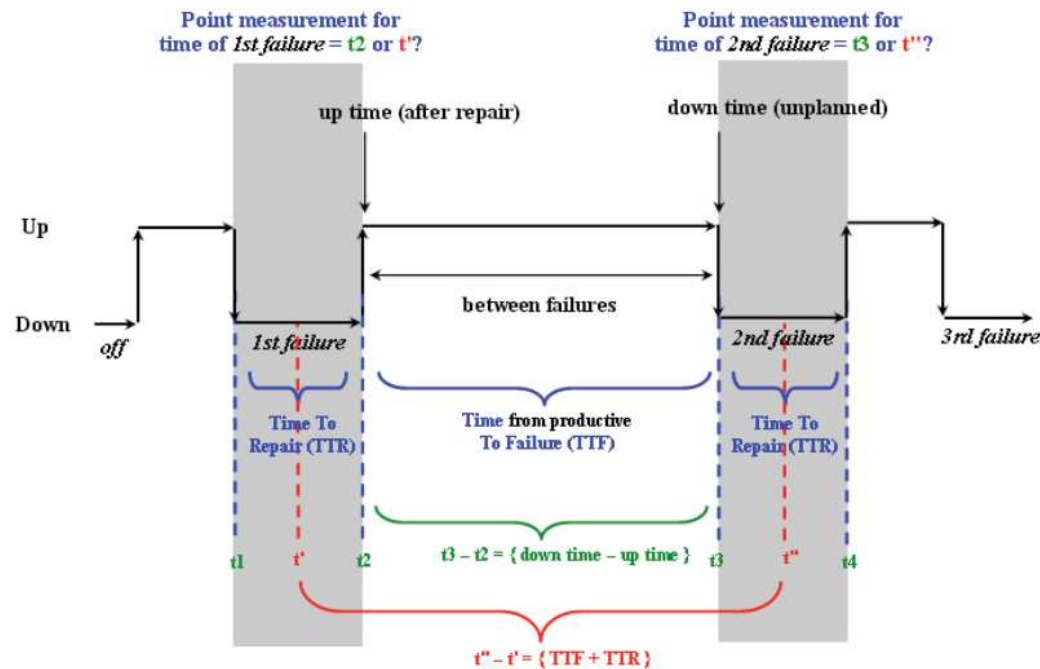 Point measurement for
time of 1st failure = t2 or t'?
Point measurement for
time of 2nd failure = t3 or t"?
up time (after repair)
down time (unplanned)
Up
between failures
Down
off
1st failure
2nd failure
3rd failure
Time To
Repair (TTR)
Time from productive
To Failure (TTF)
Time To
Repair (TTR)
t3 – t2 = { down time – up time }
t1
t'
t2
t3
t"
t4
t" – t' = { TTF + TTR }